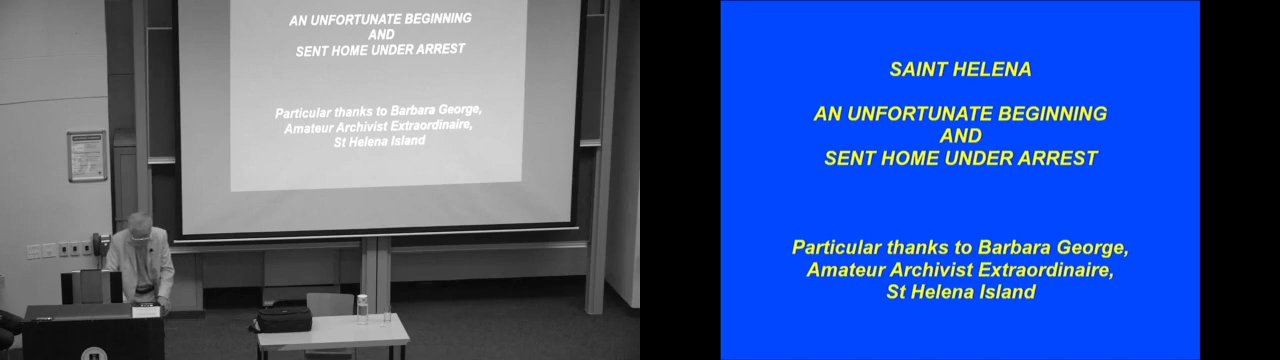 AN UNFORTUNATE BEGINNING
AND
SENT HOME UNDER ARREST
Particular thanks to Barbara George,
Amateur Archivist Extraordinaire,
St Helena Island
SAINT HELENA
AN UNFORTUNATE BEGINNING
AND
SENT HOME UNDER ARREST
Particular thanks to Barbara George,
Amateur Archivist Extraordinaire,
St Helena Island